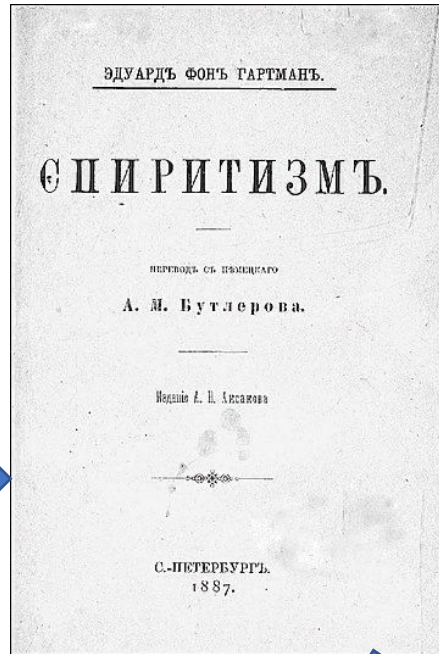 ЭДУАРДЪ ФОНЪ ГАРТМАНЪ.
СПИРИТИЗМЪ.
ПЕРЕВОДЪ СЪ НѢМЕЦКАГО
А. М. Бутлерова.
Изданіе А. Н. Аксакова
С.-ПЕТЕРБУРГЪ.
1887.